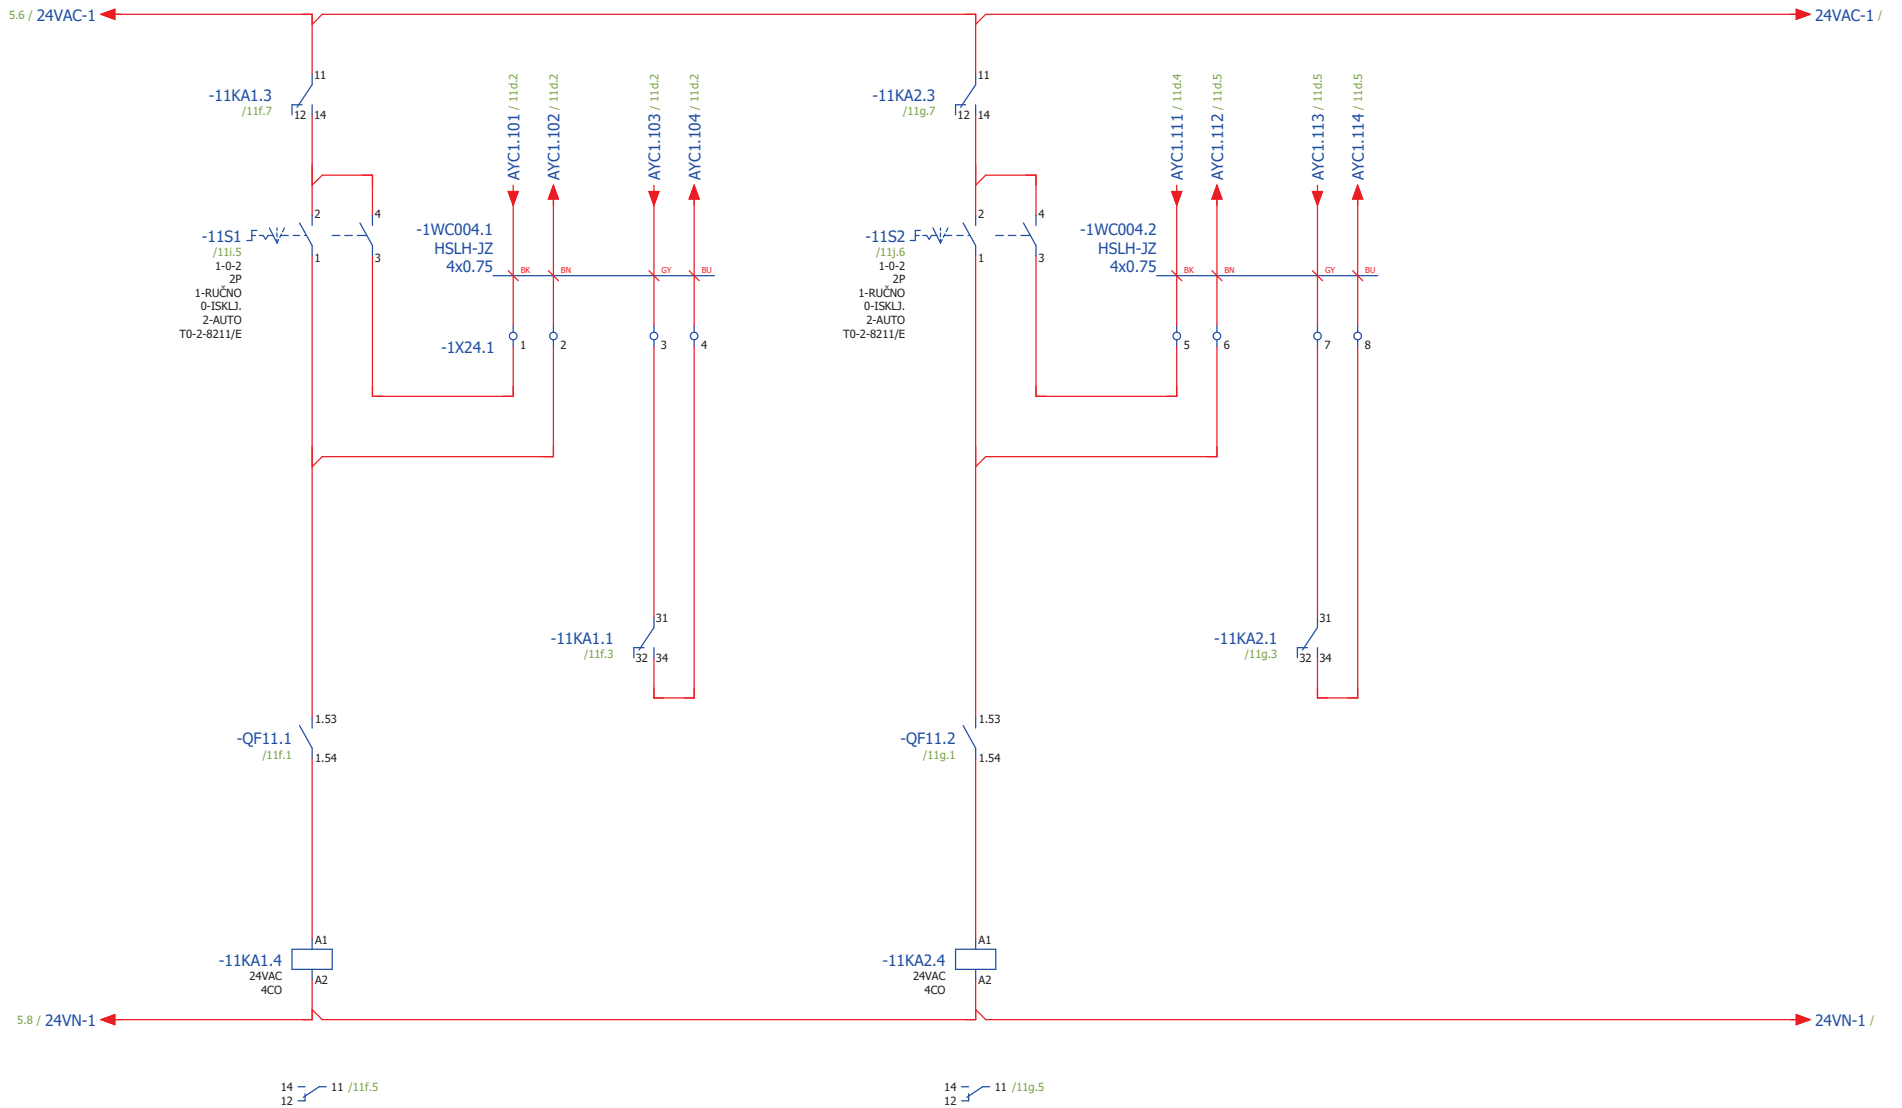 5.6 / 24VAC-1
24VAC-1 /
-11KA1.3
/11f.7
11
12
14
AYC1.101 / 11d.2
AYC1.102 / 11d.2
AYC1.103 / 11d.2
AYC1.104 / 11d.2
-11KA2.3
/11g.7
11
12
14
AYC1.111 / 11d.4
AYC1.112 / 11d.5
AYC1.113 / 11d.5
AYC1.114 / 11d.5
-11S1
/11i.5
1-0-2
2P
1-RUČNO
0-ISKLJ.
2-AUTO
T0-2-8211/E
2
1
4
3
-1WC004.1
HSLH-JZ
4x0.75
BK
BN
GY
BU
-1X24.1
1
2
3
4
-11S2
/11j.6
1-0-2
2P
1-RUČNO
0-ISKLJ.
2-AUTO
T0-2-8211/E
2
1
4
3
-1WC004.2
HSLH-JZ
4x0.75
BK
BN
GY
BU
5
6
7
8
-11KA1.1
/11f.3
31
32
34
-11KA2.1
/11g.3
31
32
34
-QF11.1
/11f.1
1.53
1.54
-QF11.2
/11g.1
1.53
1.54
-11KA1.4
24VAC
4CO
A1
A2
-11KA2.4
24VAC
4CO
A1
A2
5.8 / 24VN-1
24VN-1 /
14
11 /11f.5
12
14
11 /11g.5
12